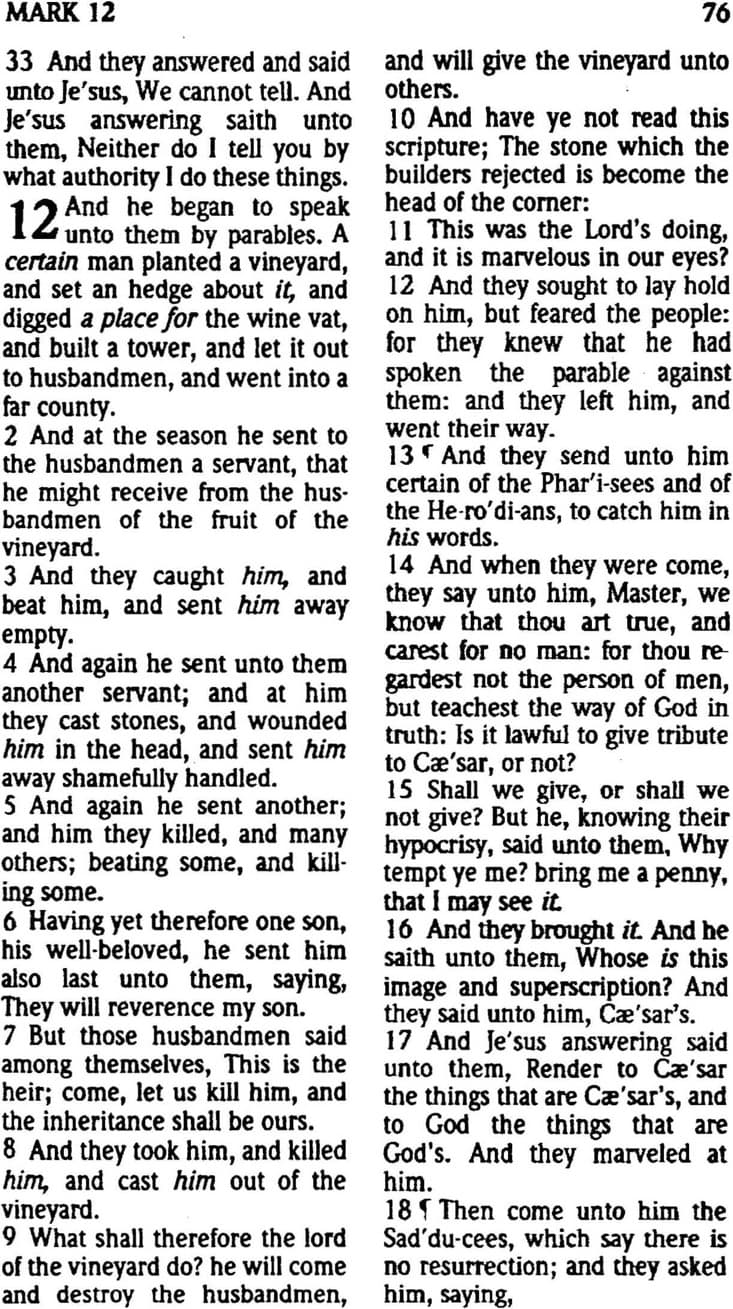 MARK 12
76
33 And they answered and said
unto Je'sus, We cannot tell. And
Je'sus answering saith unto
them, Neither do I tell you by
what authority I do these things.
12 And he began to speak
unto them by parables. A
certain man planted a vineyard,
and set an hedge about it, and
digged a place for the wine vat,
and built a tower, and let it out
to husbandmen, and went into a
far county.
2 And at the season he sent to
the husbandmen a servant, that
he might receive from the hus-
bandmen of the fruit of the
vineyard.
3 And they caught him, and
beat him, and sent him away
empty.
4 And again he sent unto them
another servant; and at him
they cast stones, and wounded
him in the head, and sent him
away shamefully handled.
5 And again he sent another;
and him they killed, and many
others; beating some, and kill-
ing some.
6 Having yet therefore one son,
his well-beloved, he sent him
also last unto them, saying,
They will reverence my son.
7 But those husbandmen said
among themselves, This is the
heir; come, let us kill him, and
the inheritance shall be ours.
8 And they took him, and killed
him, and cast him out of the
vineyard.
9 What shall therefore the lord
of the vineyard do? he will come
and destroy the husbandmen,
and will give the vineyard unto
others.
10 And have ye not read this
scripture; The stone which the
builders rejected is become the
head of the corner:
11 This was the Lord's doing,
and it is marvelous in our eyes?
12 And they sought to lay hold
on him, but feared the people:
for they knew that he had
spoken the parable against
them: and they left him, and
went their way.
13 ¶ And they send unto him
certain of the Phar'i-sees and of
the He-ro'di-ans, to catch him in
his words.
14 And when they were come,
they say unto him, Master, we
know that thou art true, and
carest for no man: for thou re-
gardest not the person of men,
but teachest the way of God in
truth: Is it lawful to give tribute
to Cæ'sar, or not?
15 Shall we give, or shall we
not give? But he, knowing their
hypocrisy, said unto them, Why
tempt ye me? bring me a penny,
that I may see it.
16 And they brought it. And he
saith unto them, Whose is this
image and superscription? And
they said unto him, Cæ'sar's.
17 And Je'sus answering said
unto them, Render to Cæ'sar
the things that are Cæ'sar's, and
to God the things that are
God's. And they marveled at
him.
18 ¶ Then come unto him the
Sad'du-cees, which say there is
no resurrection; and they asked
him, saying,